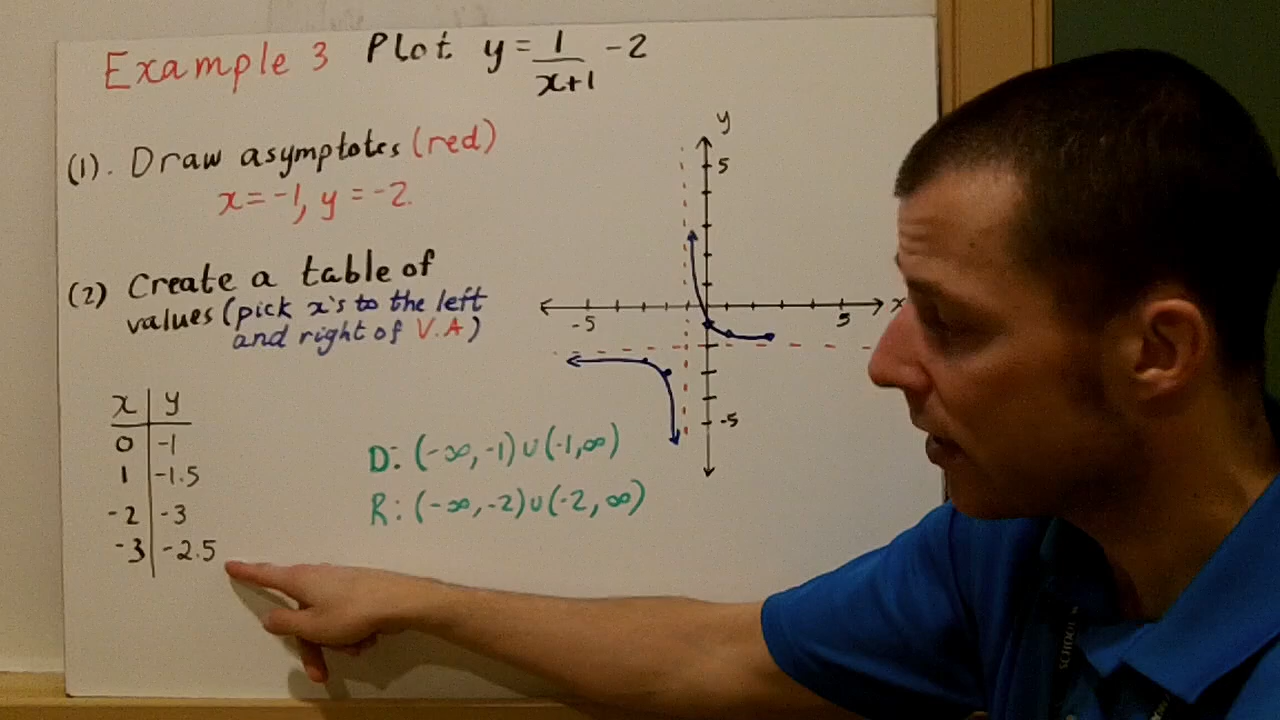 Example 3 Plot y = 1/(x+1) - 2
(1). Draw asymptotes (red)
x = -1, y = -2.
(2) Create a table of
values (pick x's to the left
and right of V.A)
x | y
0 | -1
1 | -1.5
-2 | -3
-3 | -2.5
D: (-∞, -1) ∪ (-1, ∞)
R: (-∞, -2) ∪ (-2, ∞)
y
5
-5
5
x
-5